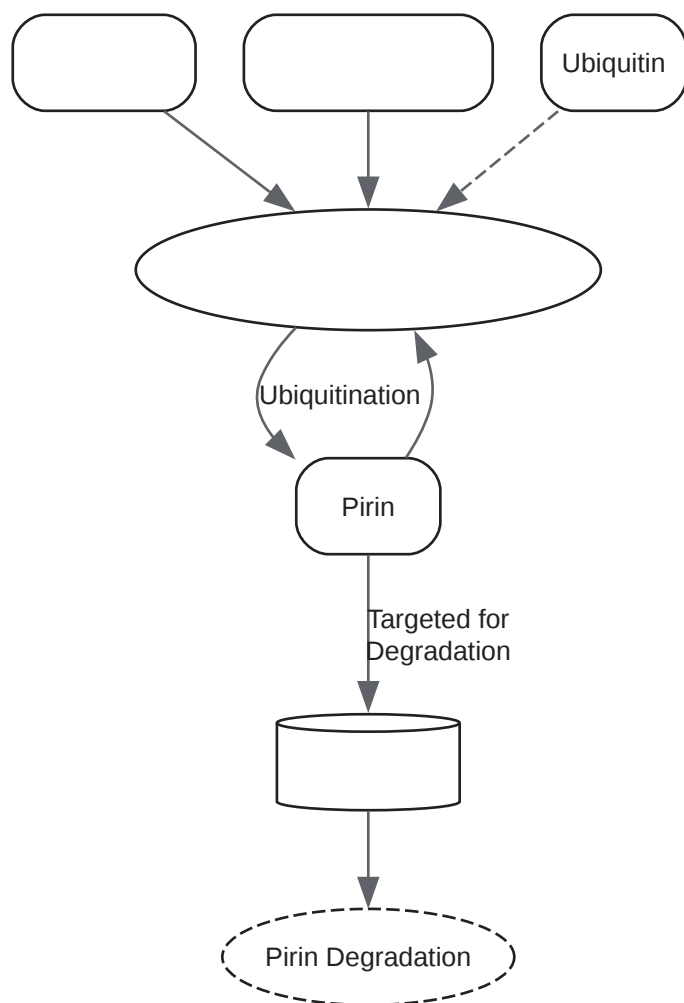 Ubiquitin
Ubiquitination
Pirin
Targeted for
Degradation
Pirin Degradation